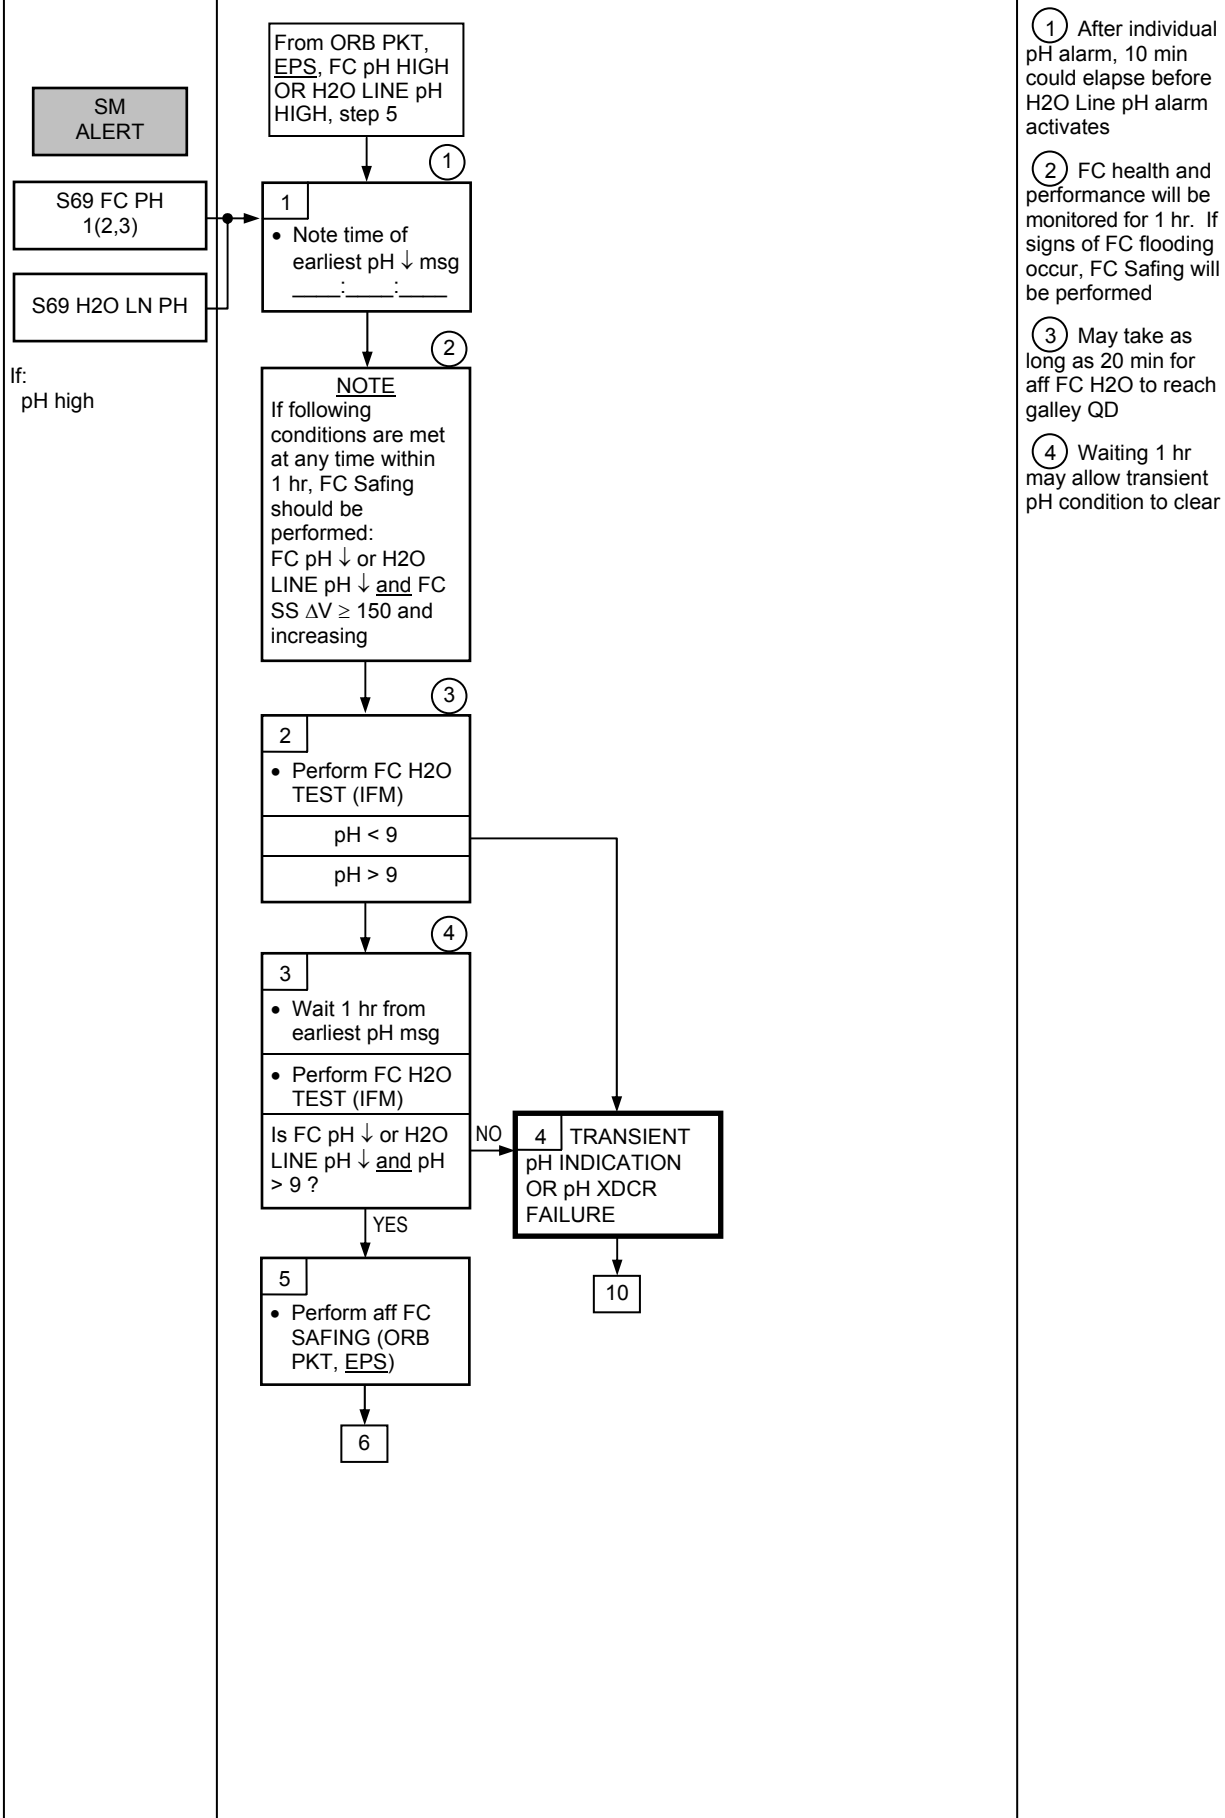 SM
ALERT
S69 FC PH
1(2,3)
S69 H2O LN PH
If:
pH high
From ORB PKT,
EPS, FC pH HIGH
OR H2O LINE pH
HIGH, step 5
1
1
• Note time of
earliest pH ↓ msg
____:____:____
2
NOTE
If following
conditions are met
at any time within
1 hr, FC Safing
should be
performed:
FC pH ↓ or H2O
LINE pH ↓ and FC
SS ΔV ≥ 150 and
increasing
3
2
• Perform FC H2O
TEST (IFM)
pH < 9
pH > 9
4
3
• Wait 1 hr from
earliest pH msg
• Perform FC H2O
TEST (IFM)
Is FC pH ↓ or H2O
LINE pH ↓ and pH
> 9 ?
NO
YES
4 TRANSIENT
pH INDICATION
OR pH XDCR
FAILURE
10
5
• Perform aff FC
SAFING (ORB
PKT, EPS)
6
1 After individual
pH alarm, 10 min
could elapse before
H2O Line pH alarm
activates
2 FC health and
performance will be
monitored for 1 hr. If
signs of FC flooding
occur, FC Safing will
be performed
3 May take as
long as 20 min for
aff FC H2O to reach
galley QD
4 Waiting 1 hr
may allow transient
pH condition to clear